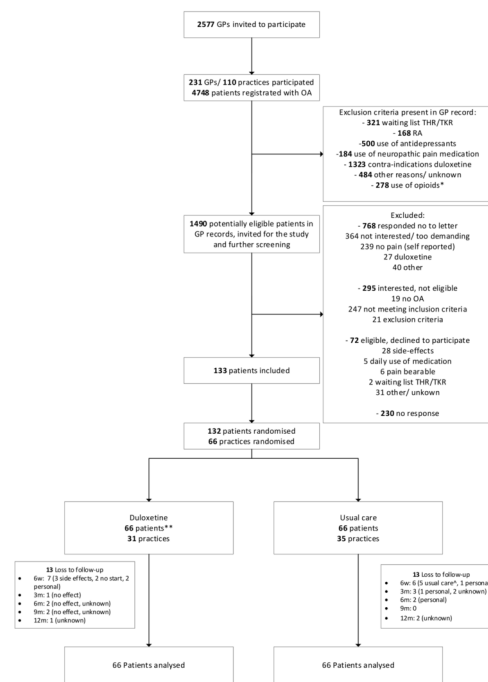 2577 GPs invited to participate
231 GPs/ 110 practices participated
4748 patients registrated with OA
Exclusion criteria present in GP record:
- 321 waiting list THR/TKR
- 168 RA
-500 use of antidepressants
-184 use of neuropathic pain medication
- 1323 contra-indications duloxetine
- 484 other reasons/ unknown
- 278 use of opioids*
1490 potentially eligible patients in
GP records, invited for the study
and further screening
Excluded:
- 768 responded no to letter
364 not interested/ too demanding
239 no pain (self reported)
27 duloxetine
40 other
- 295 interested, not eligible
19 no OA
247 not meeting inclusion criteria
21 exclusion criteria
- 72 eligible, declined to participate
28 side-effects
5 daily use of medication
6 pain bearable
2 waiting list THR/TKR
31 other/ unkown
- 230 no response
133 patients included
132 patients randomised
66 practices randomised
Duloxetine
66 patients**
31 practices
Usual care
66 patients
35 practices
13 Loss to follow-up
• 6w: 7 (3 side effects, 2 no start, 2
personal)
• 3m: 1 (no effect)
• 6m: 2 (no effect, unknown)
• 9m: 2 (no effect, unknown)
• 12m: 1 (unknown)
13 Loss to follow-up
• 6w: 6 (5 usual care^, 1 personal
• 3m: 3 (1 personal, 2 unknown)
• 6m: 2 (personal)
• 9m: 0
• 12m: 2 (unknown)
66 Patients analysed
66 Patients analysed